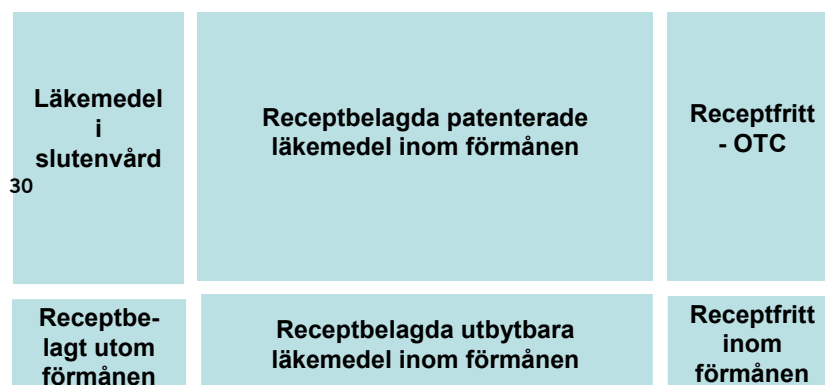 Läkemedel
i
slutenvård
30
Receptbelagda patenterade
läkemedel inom förmånen
Receptfritt
- OTC
Receptbe-
lagt utom
förmånen
Receptbelagda utbytbara
läkemedel inom förmånen
Receptfritt
inom
förmånen